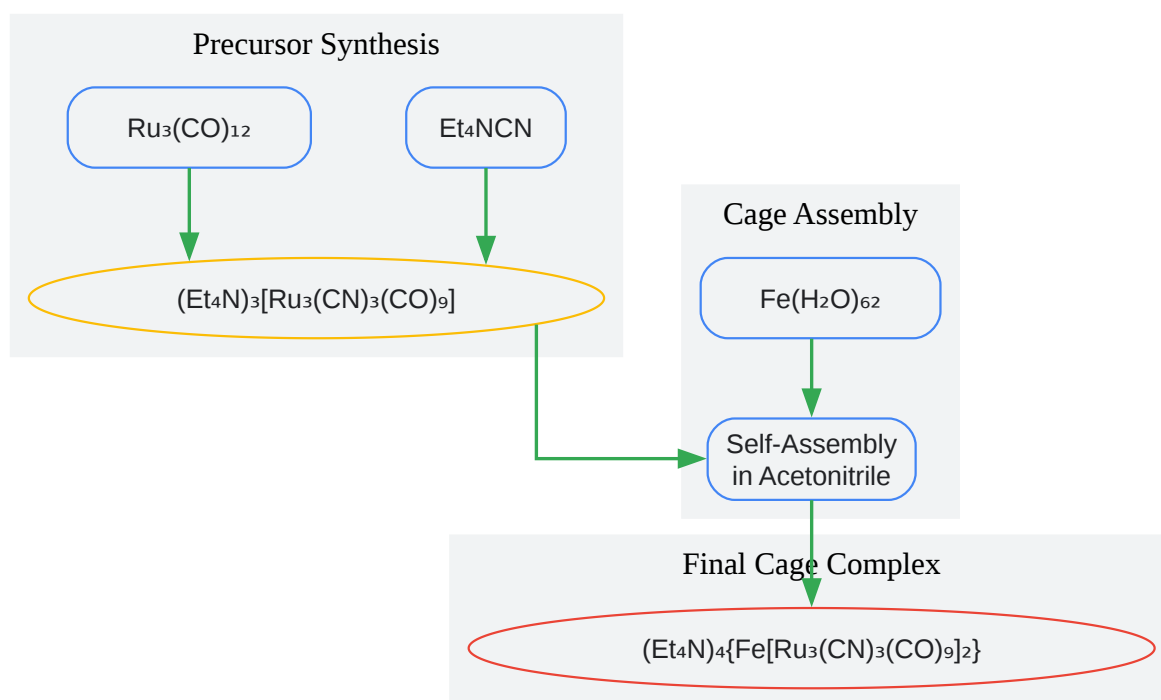 Precursor Synthesis
Ru₃(CO)₁₂
Et₄NCN
(Et₄N)₃[Ru₃(CN)₃(CO)₉]
Cage Assembly
Fe(H₂O)₆₂
Self-Assembly
in Acetonitrile
Final Cage Complex
(Et₄N)₄{Fe[Ru₃(CN)₃(CO)₉]₂}